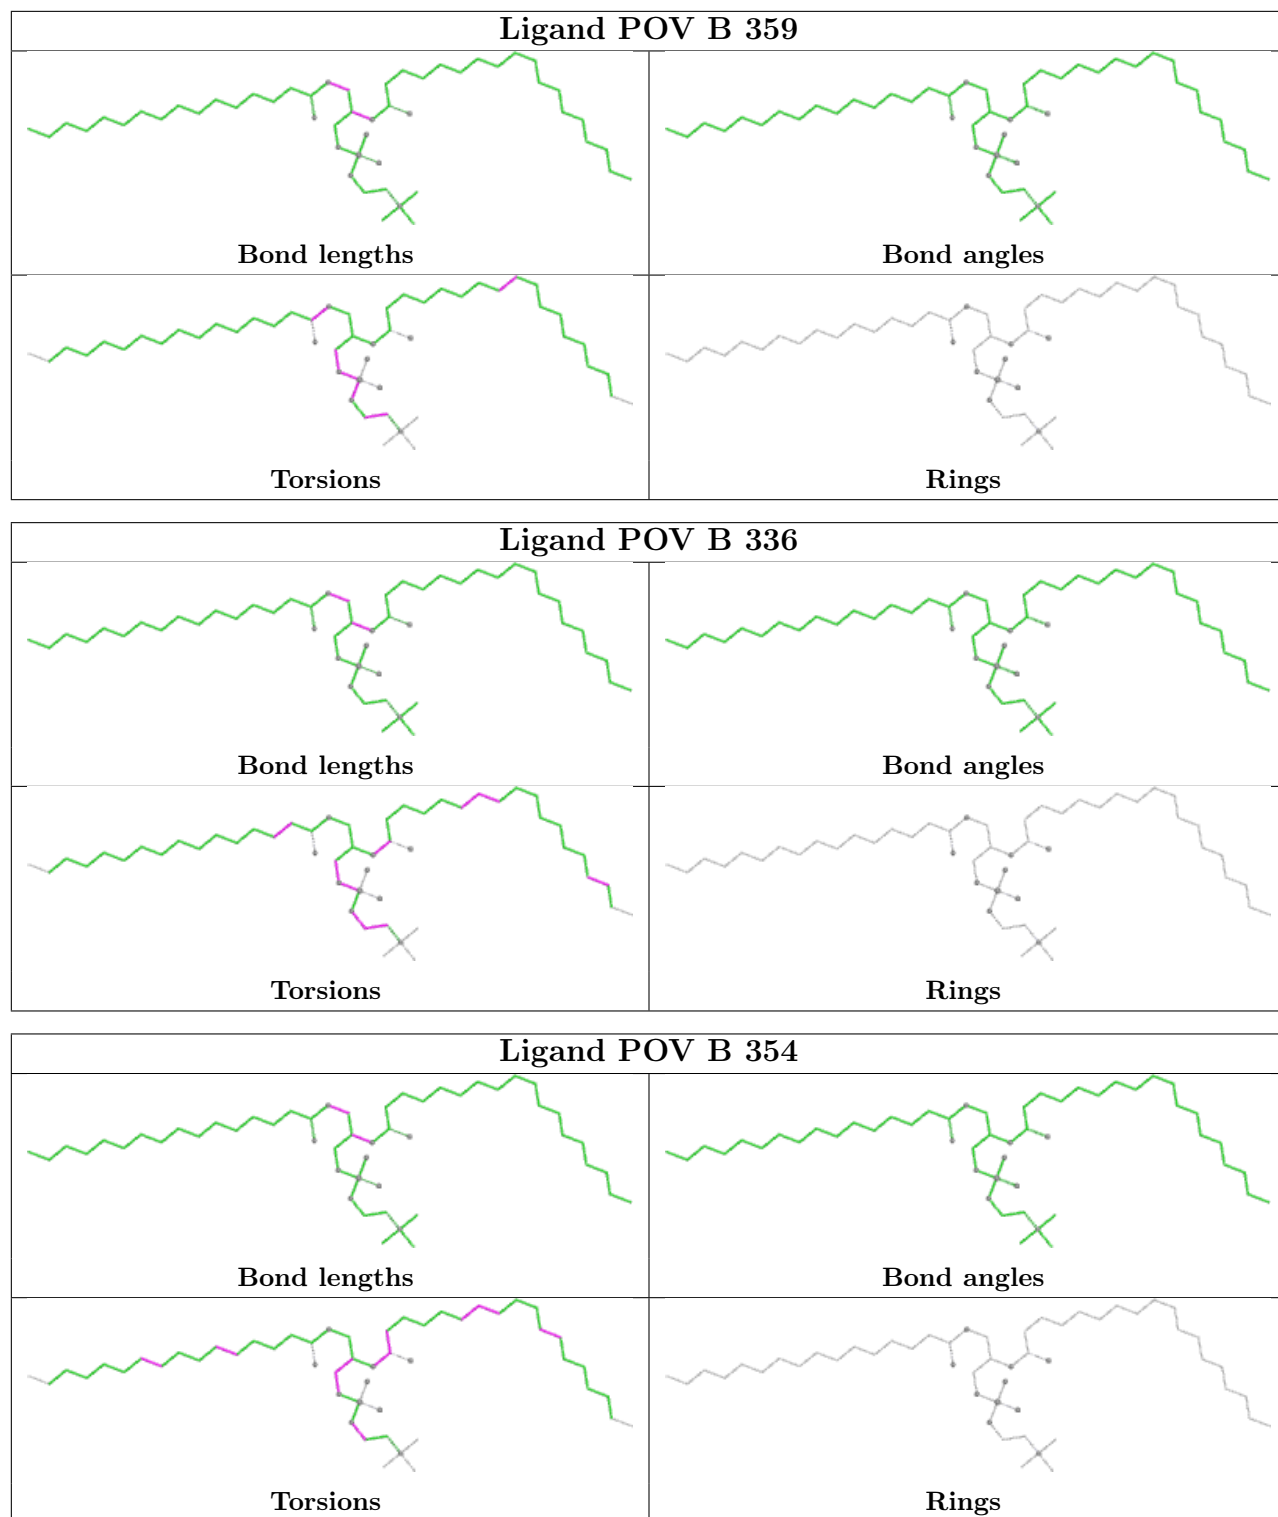 Ligand POV B 359
Bond lengths
Bond angles
Torsions
Rings
Ligand POV B 336
Bond lengths
Bond angles
Torsions
Rings
Ligand POV B 354
Bond lengths
Bond angles
Torsions
Rings